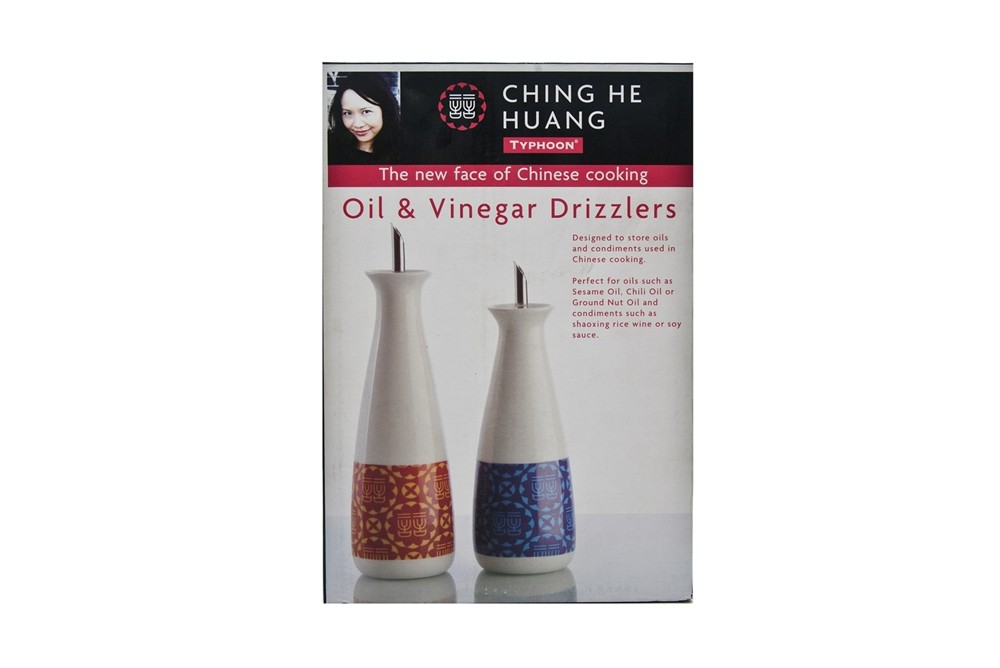 CHING HE
HUANG
TYPHOON®
The new face of Chinese cooking
Oil & Vinegar Drizzlers
Designed to store oils
and condiments used in
Chinese cooking.
Perfect for oils such as
Sesame Oil, Chili Oil or
Ground Nut Oil and
condiments such as
shaoxing rice wine or soy
sauce.